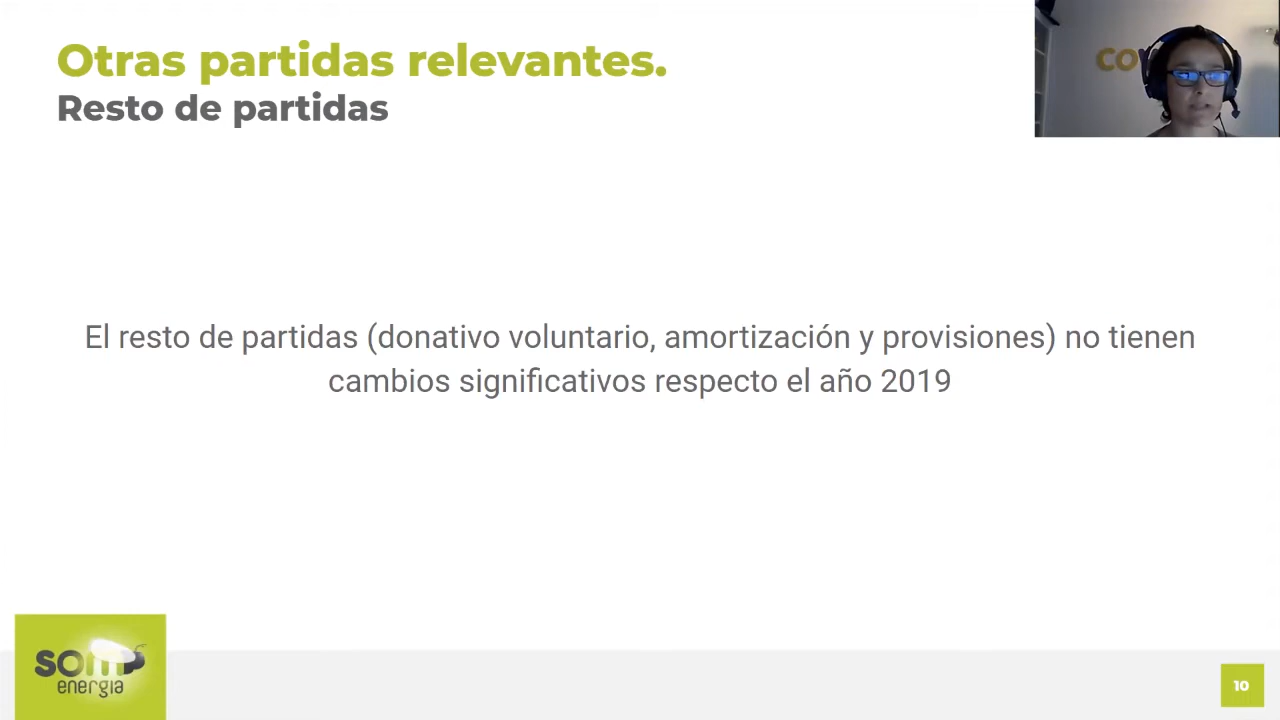 Otras partidas relevantes.
Resto de partidas
CO
El resto de partidas (donativo voluntario, amortización y provisiones) no tienen
cambios significativos respecto el año 2019
som
energia
10